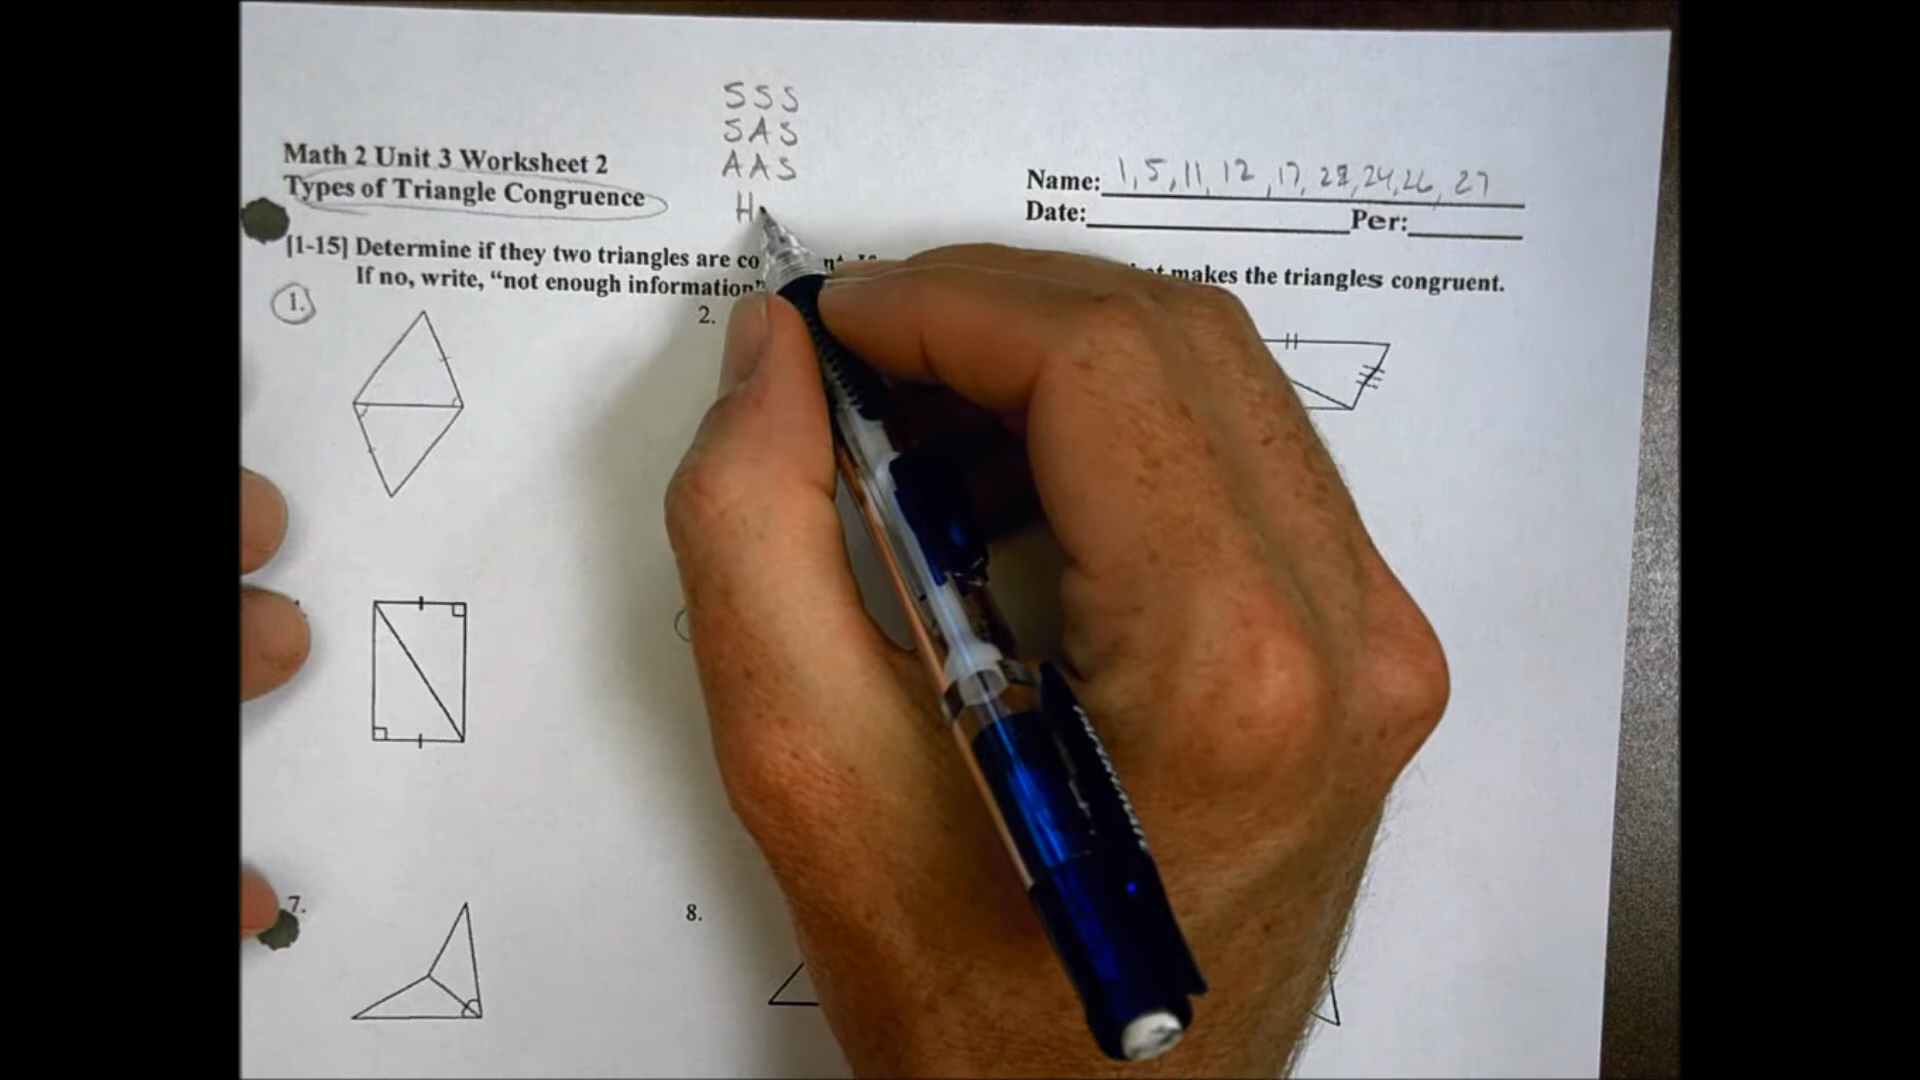 SSS
SAS
AAS
H
Math 2 Unit 3 Worksheet 2
Types of Triangle Congruence
Name: 1, 5, 11, 12, 17, 28, 24, 26, 27
Date: Per:
[1-15] Determine if they two triangles are co makes the triangles congruent.
If no, write, “not enough information”
1.
2.
7.
8.